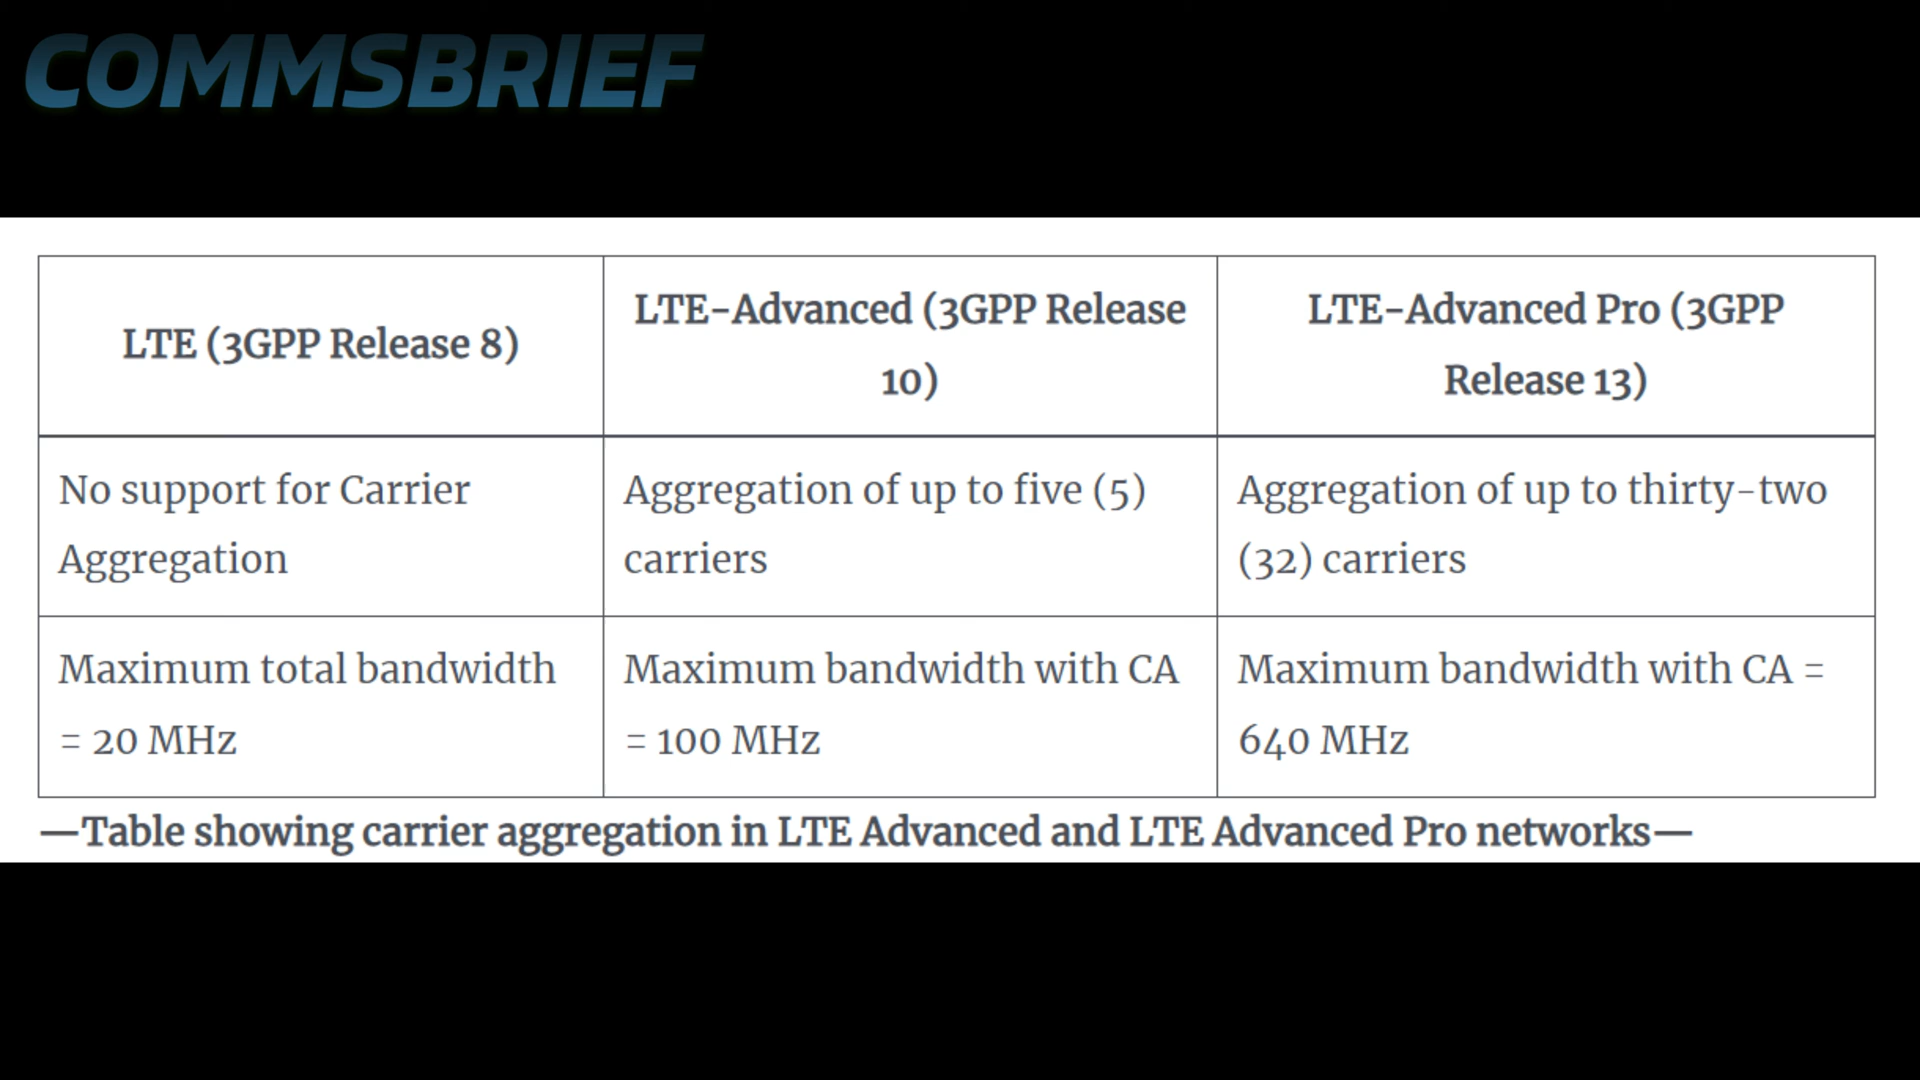 COMMSBRIEF
LTE (3GPP Release 8)
LTE-Advanced (3GPP Release
10)
LTE-Advanced Pro (3GPP
Release 13)
No support for Carrier
Aggregation
Aggregation of up to five (5)
carriers
Aggregation of up to thirty-two
(32) carriers
Maximum total bandwidth
= 20 MHz
Maximum bandwidth with CA
= 100 MHz
Maximum bandwidth with CA =
640 MHz
—Table showing carrier aggregation in LTE Advanced and LTE Advanced Pro networks—